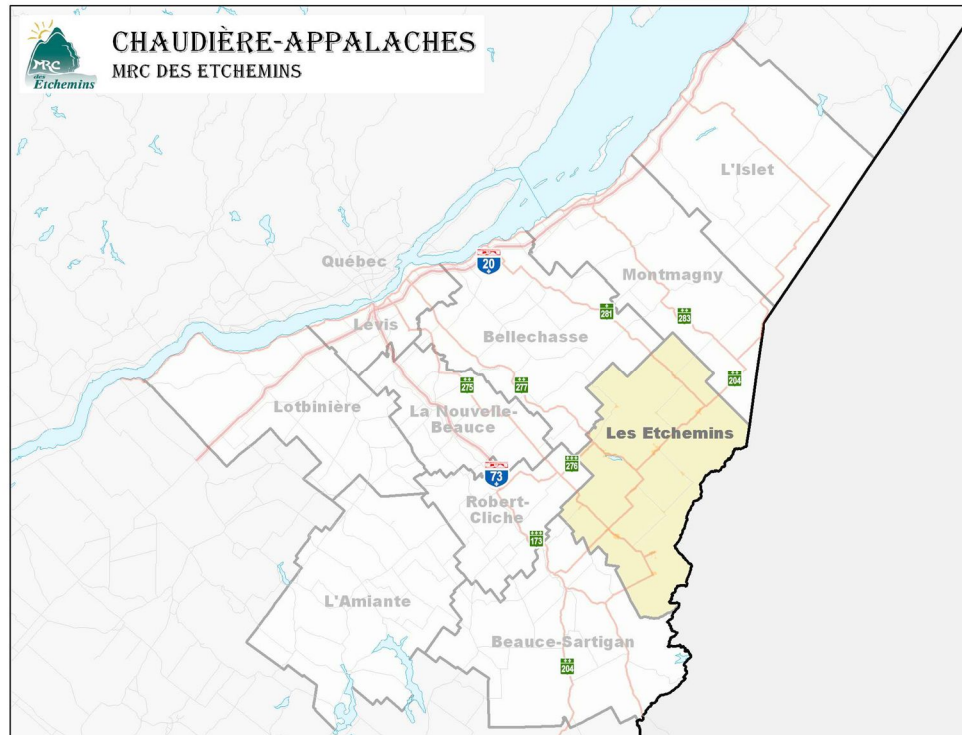 CHAUDIÈRE-APPALACHES
MRC DES ETCHEMINS
MRC
des
Etchemins
L'Islet
Québec
20
Montmagny
281
283
Lévis
Bellechasse
204
275
277
Lotbinière
La Nouvelle-
Beauce
Les Etchemins
276
73
Robert-
Cliche
173
L'Amiante
Beauce-Sartigan
204